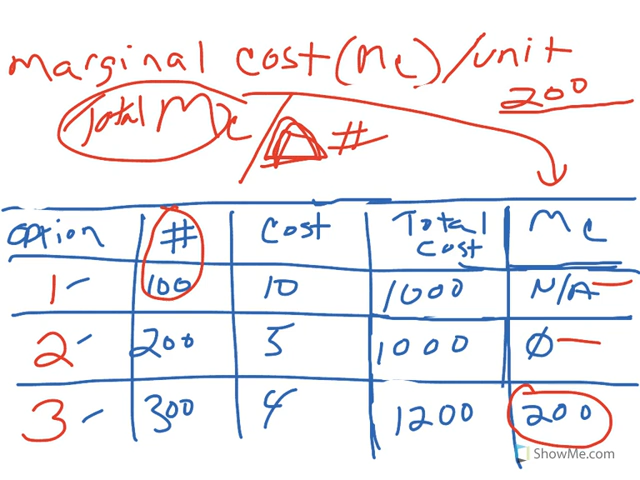 marginal cost(Mc)/unit
200
Total Mc / Δ #
option # Cost Total Cost Mc
1 100 10 1000 N/A
2 200 5 1000 Ø
3 300 4 1200 200
ShowMe.com